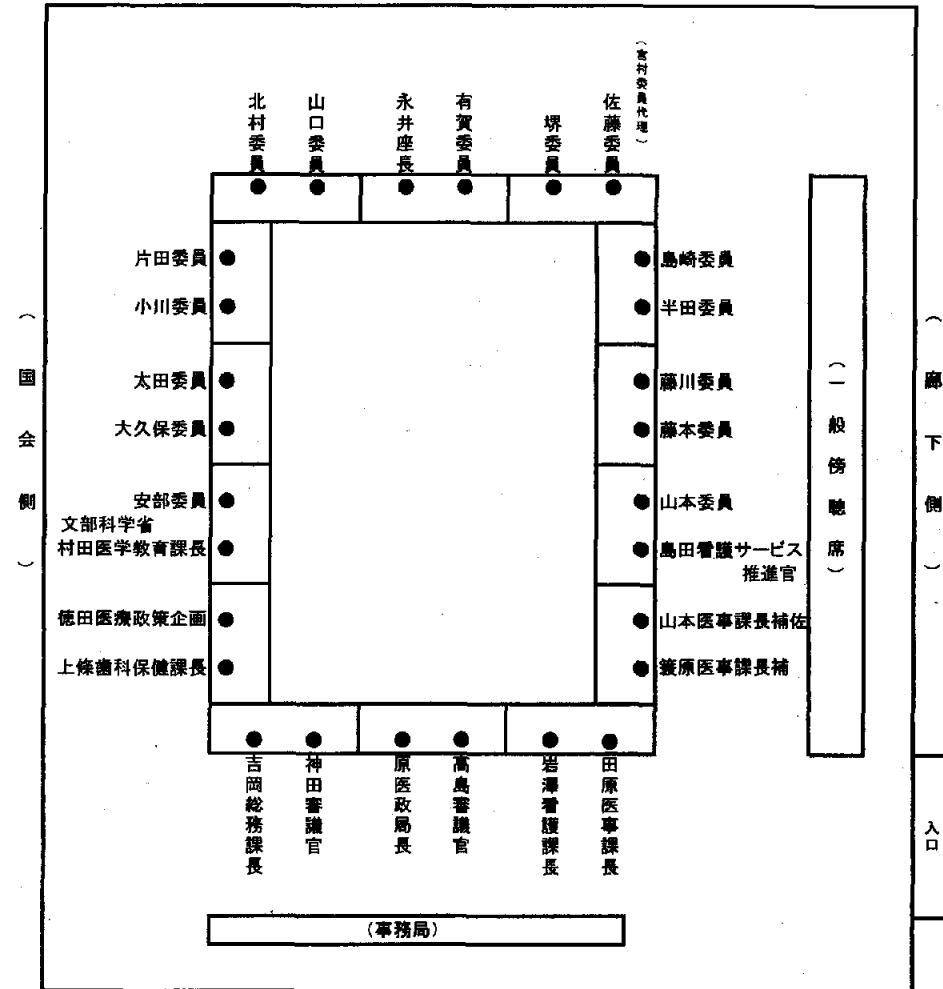 (宮村委員代理)
北村委員
山口委員
永井座長
有賀委員
堺委員
佐藤委員
片田委員
小川委員
太田委員
大久保委員
安部委員
文部科学省
村田医学教育課長
徳田医療政策企画
上條歯科保健課長
島崎委員
半田委員
藤川委員
藤本委員
山本委員
島田看護サービス
推進官
山本医事課長補佐
簑原医事課長補
吉岡総務課長
神田審議官
原医政局長
高島審議官
岩澤看護課長
田原医事課長
(事務局)
(国会側)
(一般傍聴席)
(廊下側)
入口